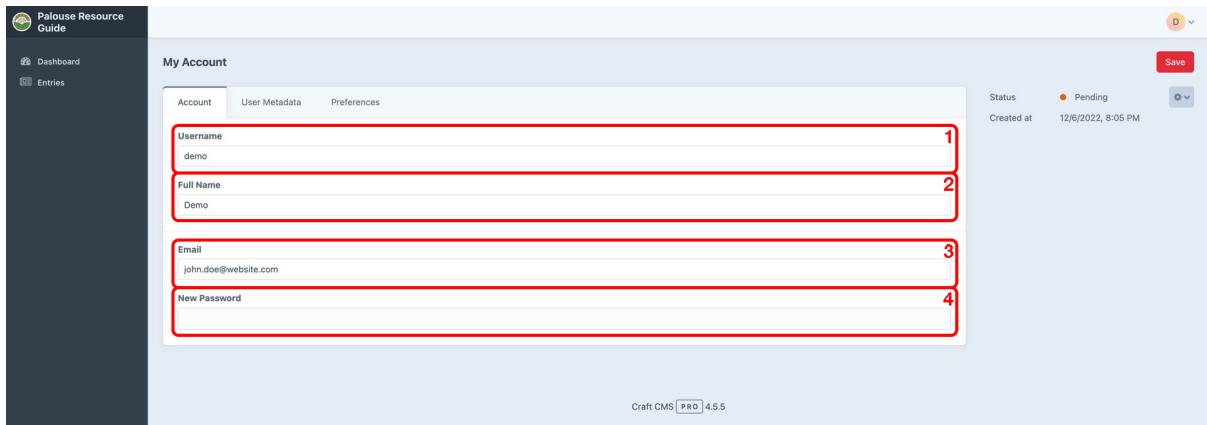 Palouse Resource
Guide
D
Dashboard
Entries
My Account
Save
Account User Metadata Preferences
Username
1
demo
Full Name
2
Demo
Email
3
john.doe@website.com
New Password
4
Status Pending
Created at 12/6/2022, 8:05 PM
Craft CMS PRO 4.5.5